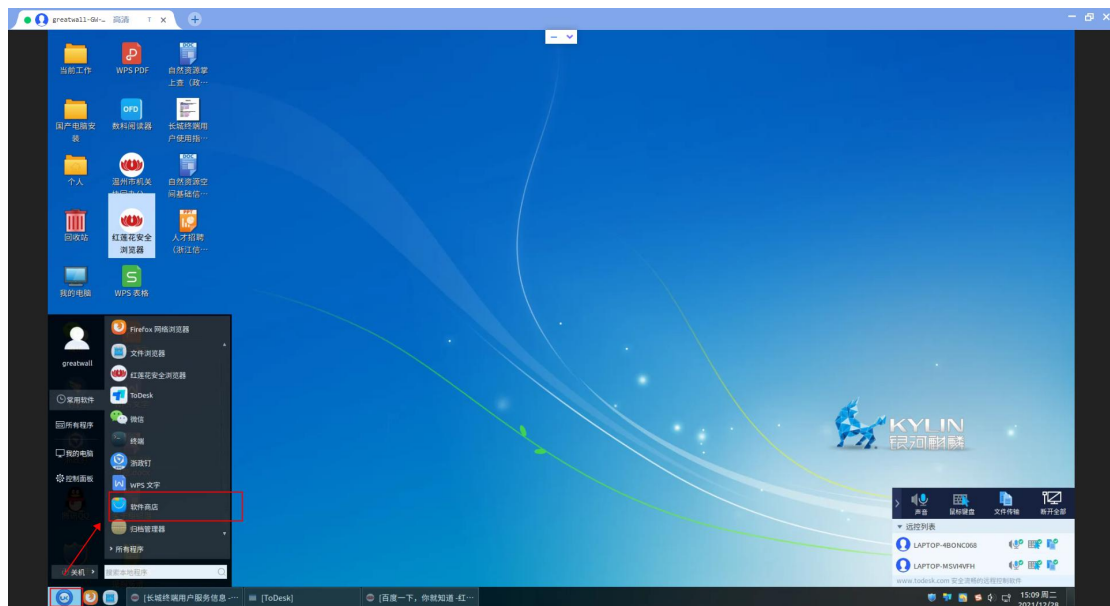 greatwall-GW-… 高清
当前工作
WPS PDF
自然资源掌
上查（政…
国产电脑安
装
OFD
数科阅读器
长城终端用
户使用指…
个人
温州市机关
自然资源空
间基础信…
回收站
红莲花安全
浏览器
人才招聘
（浙江信…
我的电脑
WPS 表格
greatwall
常用软件
所有程序
我的电脑
控制面板
关机
Firefox 网络浏览器
文件浏览器
红莲花安全浏览器
ToDesk
微信
终端
浙政钉
WPS 文字
软件商店
归档管理器
所有程序
搜索本地程序
KYLIN
银河麒麟
声音
鼠标键盘
文件传输
断开全部
远控列表
LAPTOP-4BONC068
LAPTOP-MSVI4VFH
www.todesk.com 安全流畅的远程控制软件
[长城终端用户服务信息-…
[ToDesk]
[百度一下，你就知道-红…
15:09 周二
2021/12/28